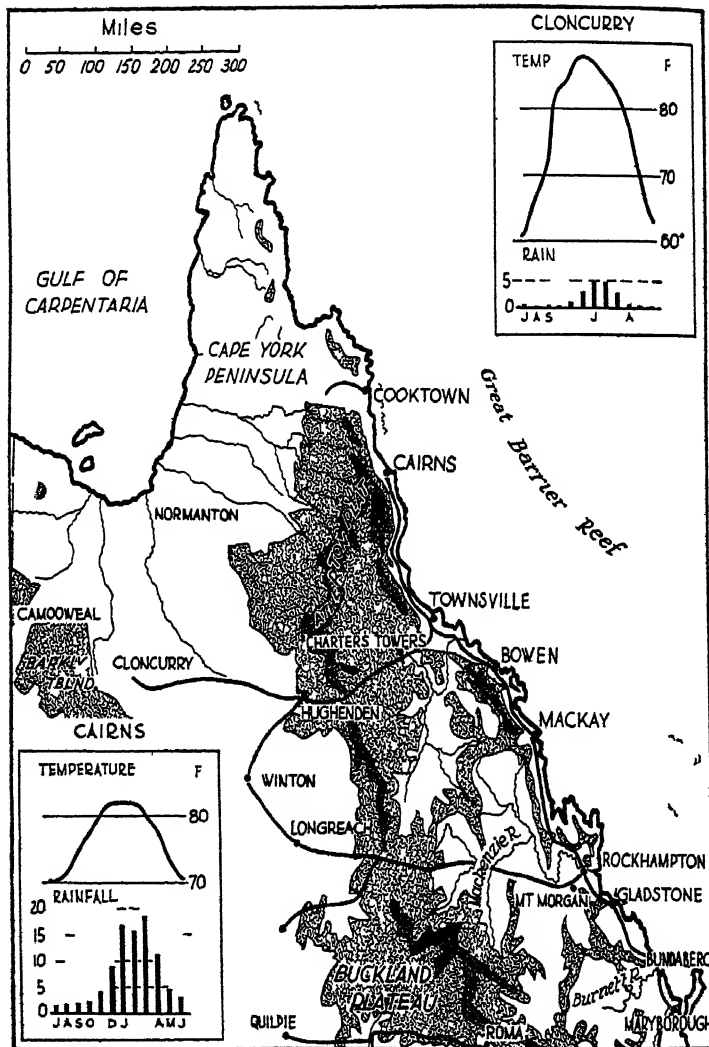 Miles
0 50 100 150 200 250 300
CLONCURRY
TEMP F
80
70
60°
RAIN
5
0
J A S J A
GULF OF
CARPENTARIA
CAPE YORK
PENINSULA
COOKTOWN
Great Barrier Reef
CAIRNS
NORMANTON
TOWNSVILLE
CAMOOWEAL
CHARTERS TOWERS
BOWEN
BARKLY
TBLND
CLONCURRY
HUGHENDEN
MACKAY
CAIRNS
TEMPERATURE F
80
70
RAINFALL
20
15
10
5
0
J A S O D J A M J
WINTON
LONGREACH
Mackenzie R
ROCKHAMPTON
MT MORGAN
GLADSTONE
BUCKLAND
PLATEAU
BUNDABERG
Burnett R
QUILPIE
ROMA
MARYBOROUGH